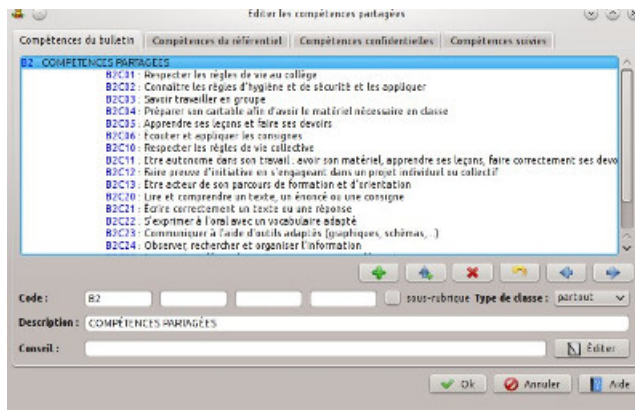 Editer les compétences partagées
Compétences du bulletin Compétences du référentiel Compétences confidentielles Compétences suivies
B2 : COMPÉTENCES PARTAGÉES
B2C01 : Respecter les règles de vie au collège
B2C02 : Connaître les règles d'hygiène et de sécurité et les appliquer
B2C03 : Savoir travailler en groupe
B2C04 : Préparer son cartable afin d'avoir le matériel nécessaire en classe
B2C05 : Apprendre ses leçons et faire ses devoirs
B2C06 : Écouter et appliquer les consignes
B2C10 : Respecter les règles de vie collective
B2C11 : Etre autonome dans son travail : avoir son matériel, apprendre ses leçons, faire correctement ses devo
B2C12 : Faire preuve d'initiative en s'engageant dans un projet individuel ou collectif
B2C13 : Etre acteur de son parcours de formation et d'orientation
B2C20 : Lire et comprendre un texte, un énoncé ou une consigne
B2C21 : Écrire correctement un texte ou une réponse
B2C22 : S'exprimer à l'oral avec un vocabulaire adapté
B2C23 : Communiquer à l'aide d'outils adaptés (graphiques, schémas,...)
B2C24 : Observer, rechercher et organiser l'information
Code : B2 sous-rubrique Type de classe : partout
Description : COMPÉTENCES PARTAGÉES
Conseil : Éditer
Ok Annuler Aide